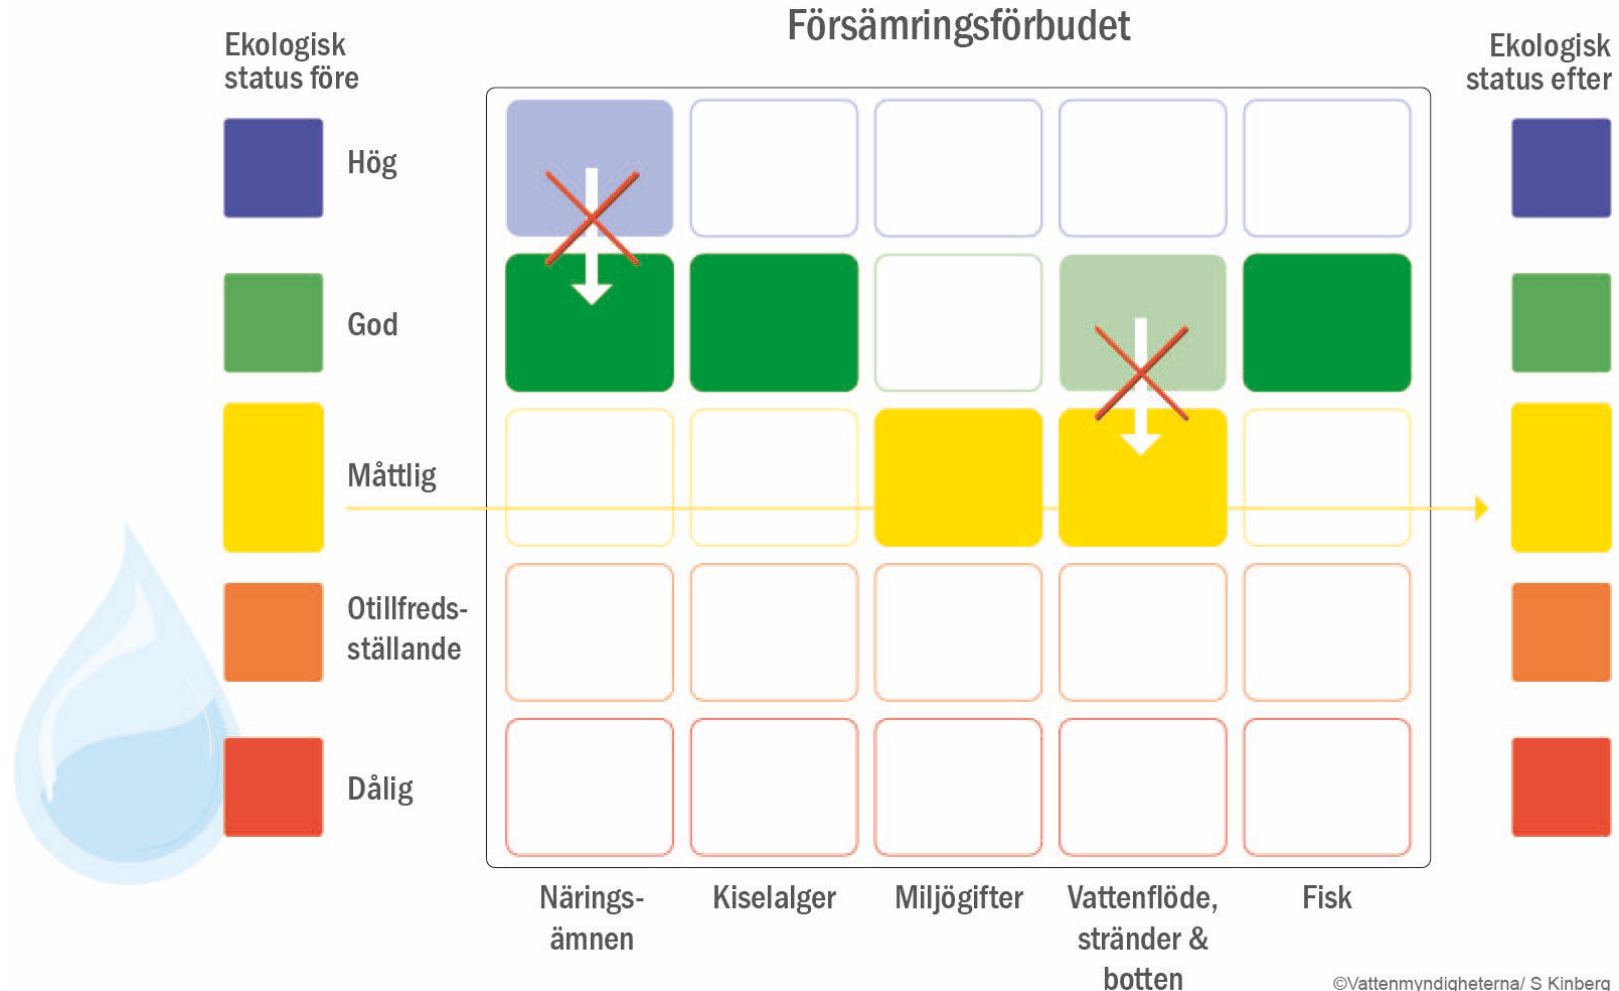 Försämringsförbudet
Ekologisk
status före
Ekologisk
status efter
Hög
God
Måttlig
Otillfreds-
ställande
Dålig
Närings-
ämnen
Kiselalger
Miljögifter
Vattenflöde,
stränder &
botten
Fisk
©Vattenmyndigheterna/ S Kinberg